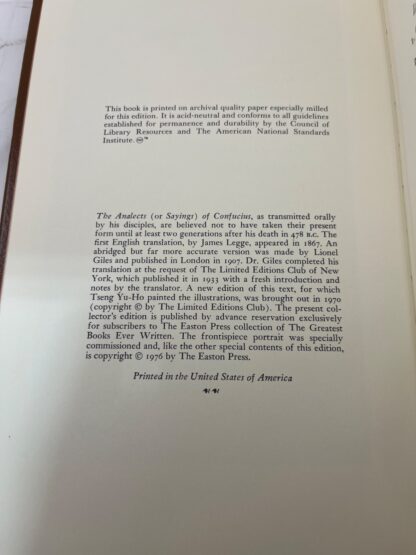 This book is printed on archival quality paper especially milled
for this edition. It is acid-neutral and conforms to all guidelines
established for permanence and durability by the Council of
Library Resources and The American National Standards
Institute. ♾™
The Analects (or Sayings) of Confucius, as transmitted orally
by his disciples, are believed not to have taken their present
form until at least two generations after his death in 478 B.C. The
first English translation, by James Legge, appeared in 1867. An
abridged but far more accurate version was made by Lionel
Giles and published in London in 1907. Dr. Giles completed his
translation at the request of The Limited Editions Club of New
York, which published it in 1933 with a fresh introduction and
notes by the translator. A new edition of this text, for which
Tseng Yu-Ho painted the illustrations, was brought out in 1970
(copyright © by The Limited Editions Club). The present col-
lector's edition is published by advance reservation exclusively
for subscribers to The Easton Press collection of The Greatest
Books Ever Written. The frontispiece portrait was specially
commissioned and, like the other special contents of this edition,
is copyright © 1976 by The Easton Press.
Printed in the United States of America